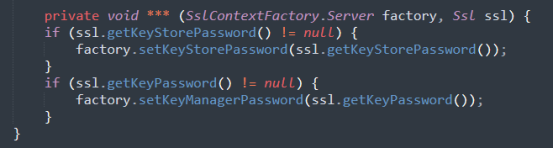 private void *** (SslContextFactory.Server factory, Ssl ssl) {
if (ssl.getKeyStorePassword() != null) {
factory.setKeyStorePassword(ssl.getKeyStorePassword());
}
if (ssl.getKeyPassword() != null) {
factory.setKeyManagerPassword(ssl.getKeyPassword());
}
}